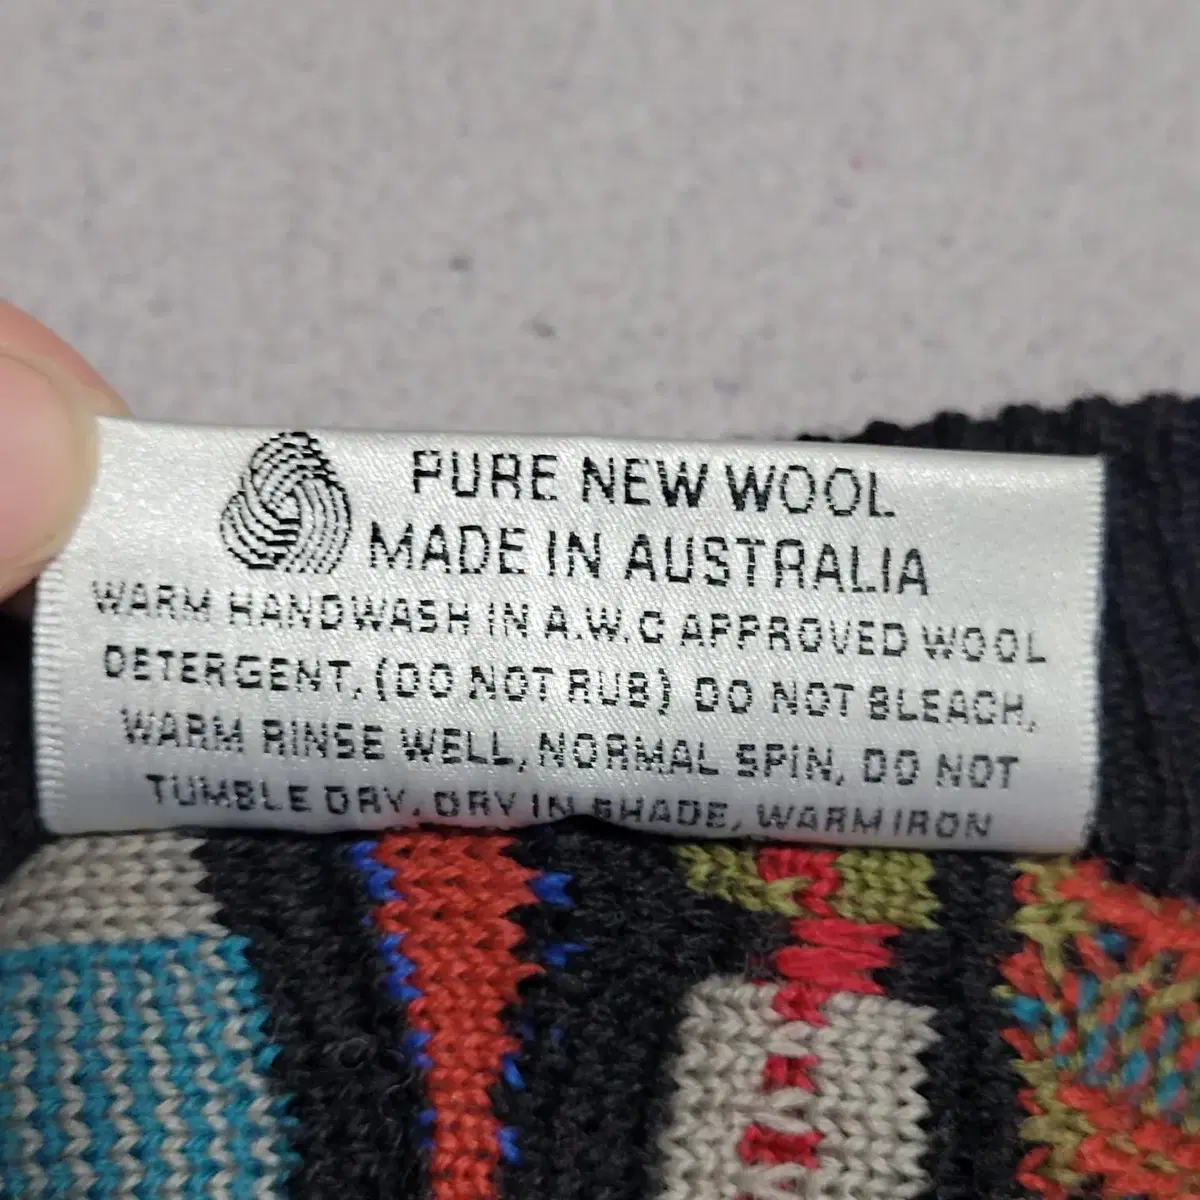 PURE NEW WOOL
MADE IN AUSTRALIA
WARM HANDWASH IN A.W.C APPROVED WOOL
DETERGENT, (DO NOT RUB) DO NOT BLEACH,
WARM RINSE WELL, NORMAL SPIN, DO NOT
TUMBLE DRY, DRY IN SHADE, WARM IRON